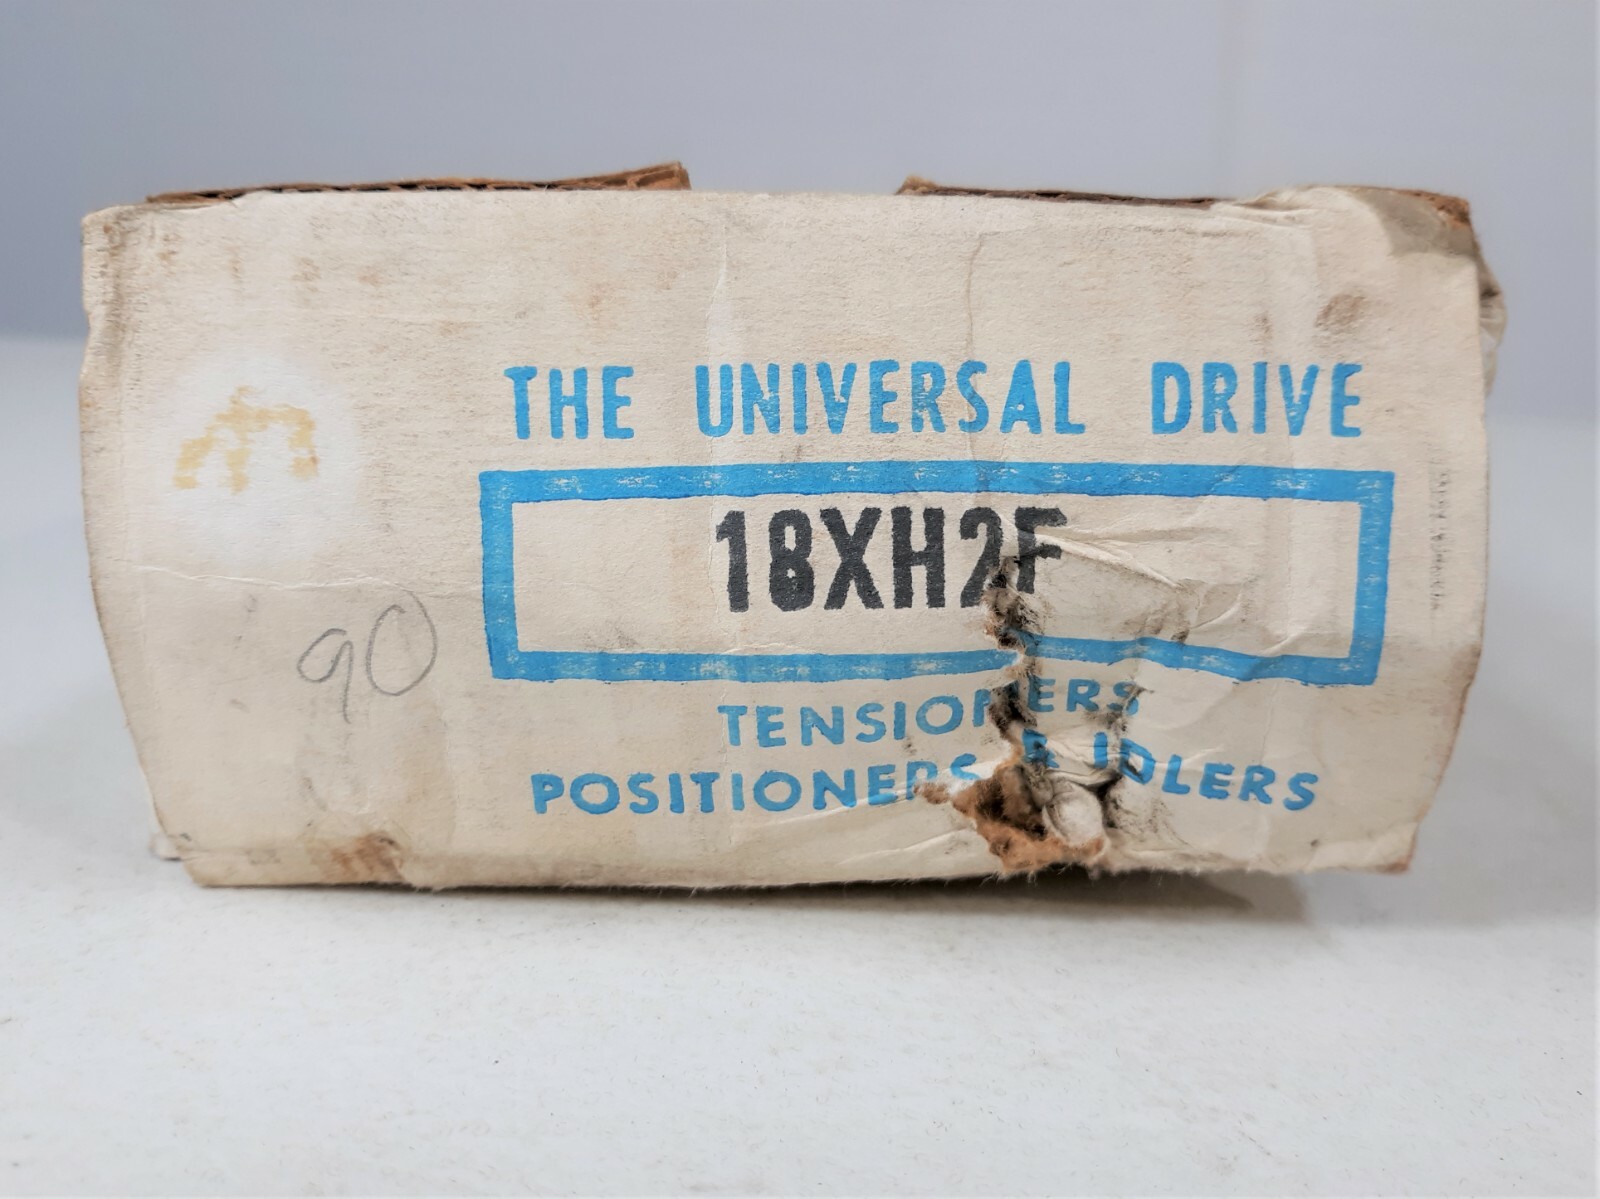 THE UNIVERSAL DRIVE
18XH2F
90
TENSIONERS
POSITIONERS & IDLERS